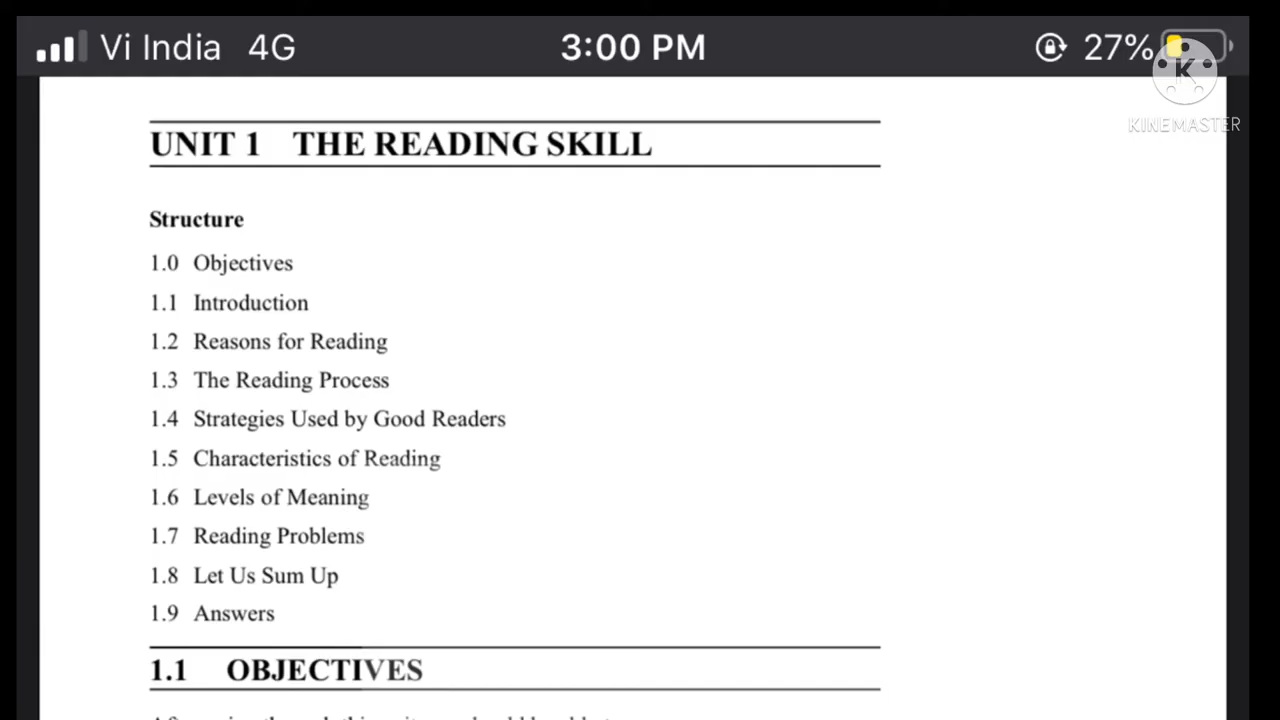 Vi India 4G 3:00 PM 27%
K
KINEMASTER
UNIT 1 THE READING SKILL
Structure
1.0 Objectives
1.1 Introduction
1.2 Reasons for Reading
1.3 The Reading Process
1.4 Strategies Used by Good Readers
1.5 Characteristics of Reading
1.6 Levels of Meaning
1.7 Reading Problems
1.8 Let Us Sum Up
1.9 Answers
1.1 OBJECTIVES